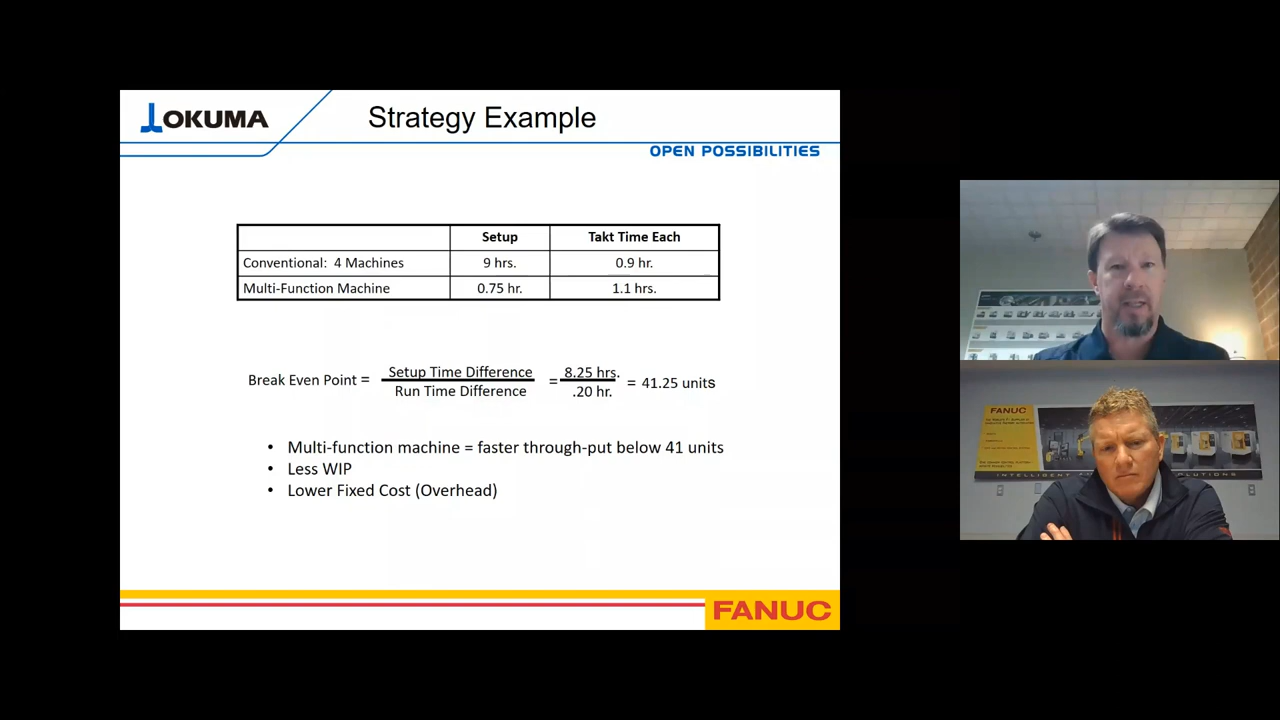 OKUMA
Strategy Example
OPEN POSSIBILITIES
Setup Takt Time Each
Conventional: 4 Machines 9 hrs. 0.9 hr.
Multi-Function Machine 0.75 hr. 1.1 hrs.
Break Even Point = Setup Time Difference = 8.25 hrs. = 41.25 units
Run Time Difference .20 hr.
• Multi-function machine = faster through-put below 41 units
• Less WIP
• Lower Fixed Cost (Overhead)
FANUC
FANUC